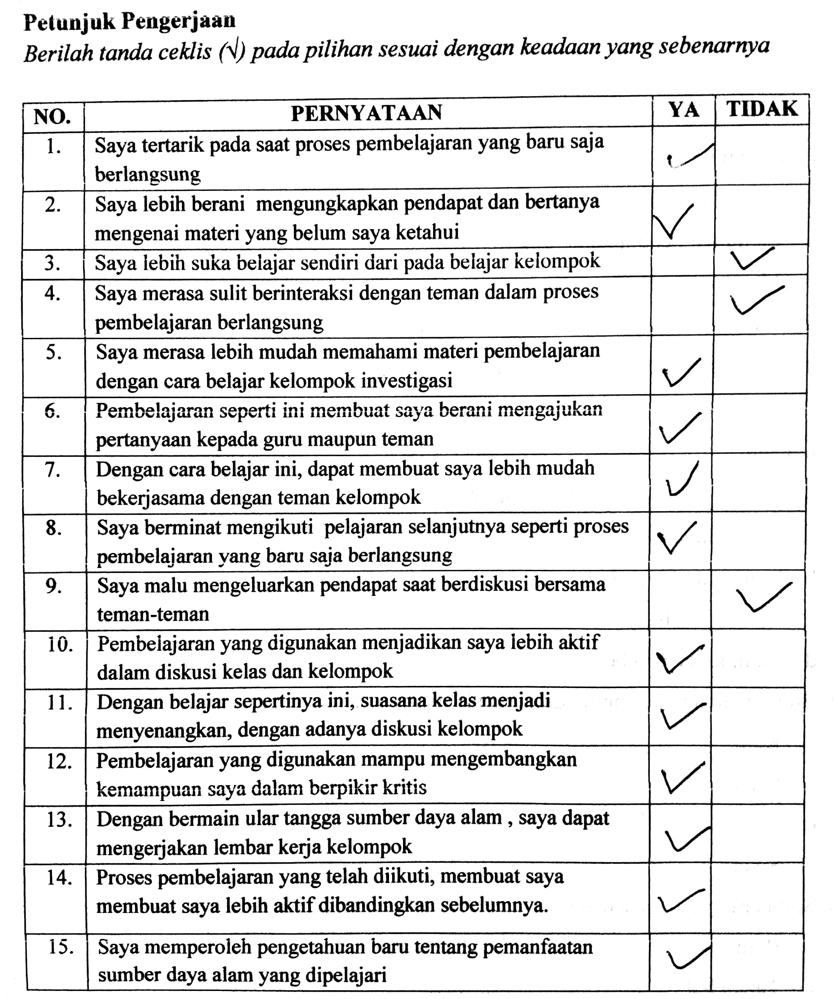 Petunjuk Pengerjaan
Berilah tanda ceklis (√) pada pilihan sesuai dengan keadaan yang sebenarnya
NO. PERNYATAAN YA TIDAK
1. Saya tertarik pada saat proses pembelajaran yang baru saja ✓
berlangsung
2. Saya lebih berani mengungkapkan pendapat dan bertanya ✓
mengenai materi yang belum saya ketahui
3. Saya lebih suka belajar sendiri dari pada belajar kelompok ✓
4. Saya merasa sulit berinteraksi dengan teman dalam proses ✓
pembelajaran berlangsung
5. Saya merasa lebih mudah memahami materi pembelajaran ✓
dengan cara belajar kelompok investigasi
6. Pembelajaran seperti ini membuat saya berani mengajukan ✓
pertanyaan kepada guru maupun teman
7. Dengan cara belajar ini, dapat membuat saya lebih mudah ✓
bekerjasama dengan teman kelompok
8. Saya berminat mengikuti pelajaran selanjutnya seperti proses ✓
pembelajaran yang baru saja berlangsung
9. Saya malu mengeluarkan pendapat saat berdiskusi bersama ✓
teman-teman
10. Pembelajaran yang digunakan menjadikan saya lebih aktif ✓
dalam diskusi kelas dan kelompok
11. Dengan belajar sepertinya ini, suasana kelas menjadi ✓
menyenangkan, dengan adanya diskusi kelompok
12. Pembelajaran yang digunakan mampu mengembangkan ✓
kemampuan saya dalam berpikir kritis
13. Dengan bermain ular tangga sumber daya alam , saya dapat ✓
mengerjakan lembar kerja kelompok
14. Proses pembelajaran yang telah diikuti, membuat saya ✓
membuat saya lebih aktif dibandingkan sebelumnya.
15. Saya memperoleh pengetahuan baru tentang pemanfaatan ✓
sumber daya alam yang dipelajari